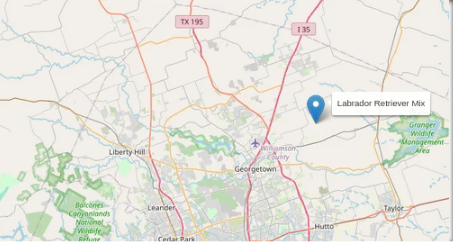 TX 195
I 35
Labrador Retriever Mix
Granger
Wildlife
Management
Area
Williamson
County
Liberty Hill
Georgetown
Balcones
Canyonlands
National
Wildlife
Refuge
Leander
Taylor
Hutto
Cedar Park